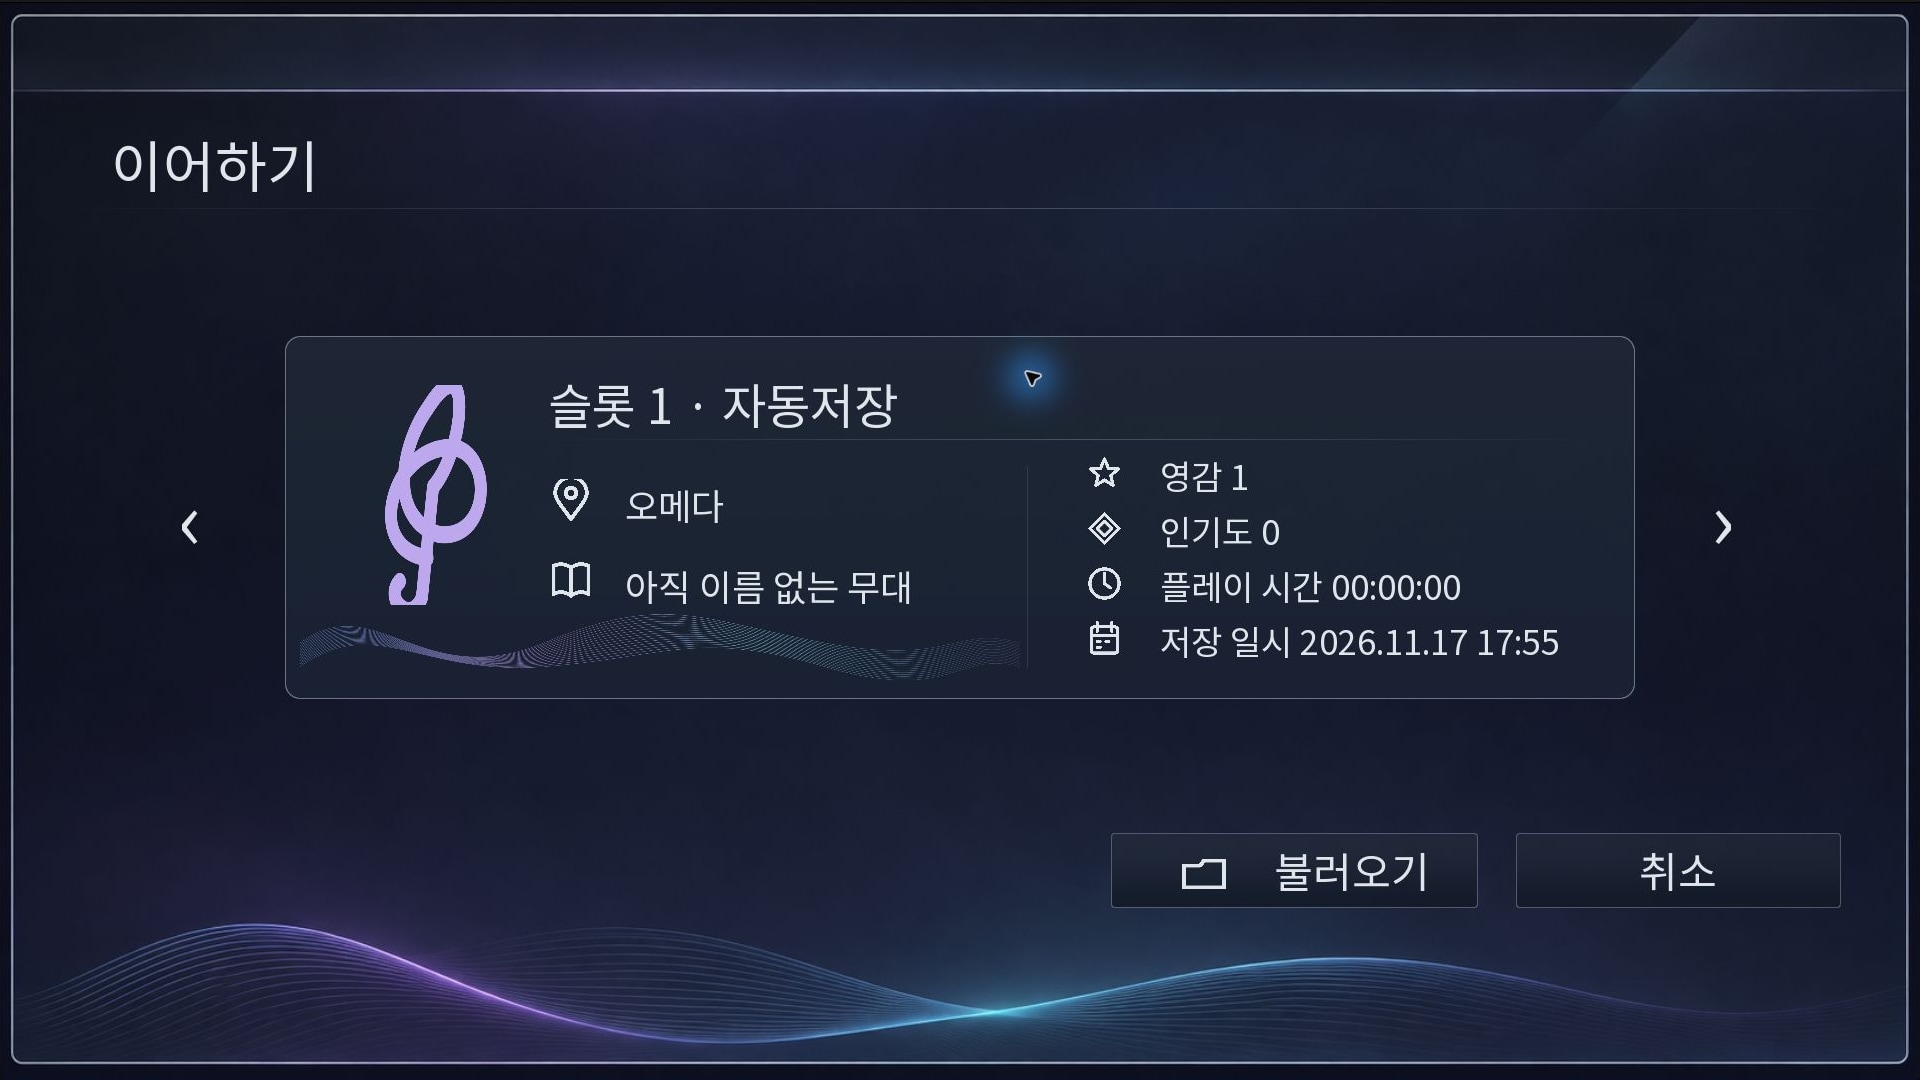 이어하기
슬롯 1 · 자동저장
오메다
아직 이름 없는 무대
영감 1
인기도 0
플레이 시간 00:00:00
저장 일시 2026.11.17 17:55
불러오기
취소